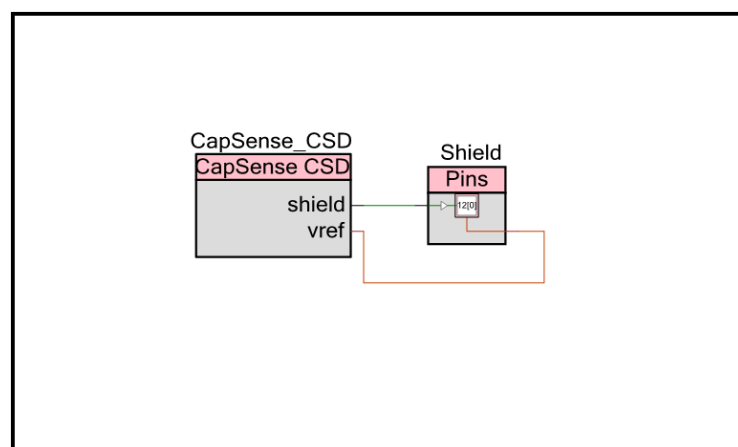 CapSense_CSD
CapSense CSD
shield
vref
Shield
Pins
12[0]